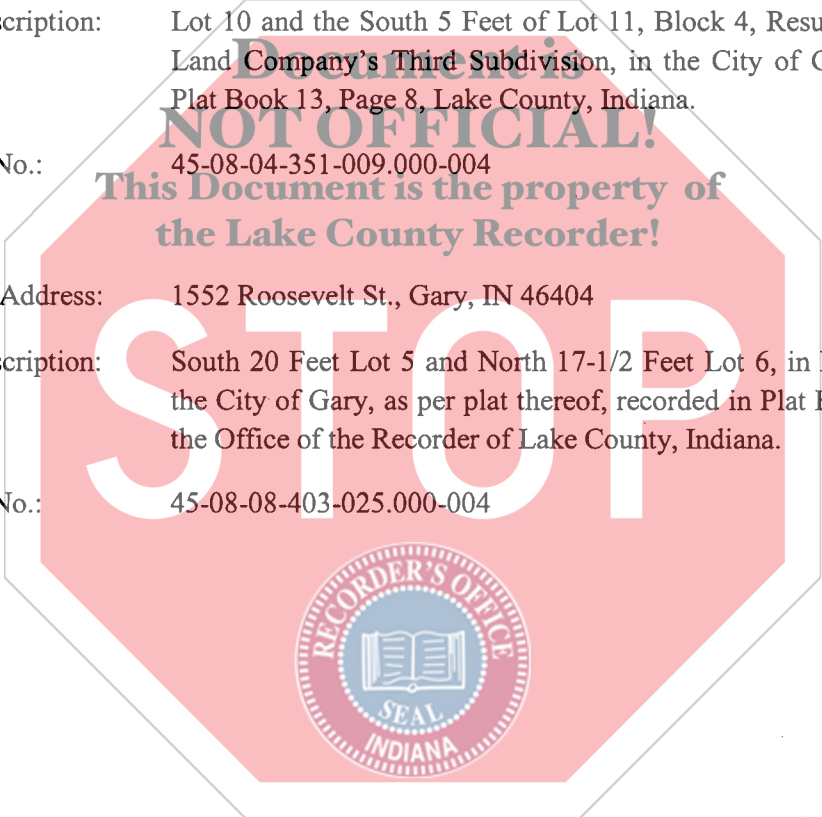 scription: Lot 10 and the South 5 Feet of Lot 11, Block 4, Resu
Land Company's Third Subdivision, in the City of G
Document is
Plat Book 13, Page 8, Lake County, Indiana.
NOT OFFICIAL!
No.: 45-08-04-351-009.000-004
This Document is the property of
the Lake County Recorder!
Address: 1552 Roosevelt St., Gary, IN 46404
STOP
scription: South 20 Feet Lot 5 and North 17-1/2 Feet Lot 6, in
the City of Gary, as per plat thereof, recorded in Plat
the Office of the Recorder of Lake County, Indiana.
No.: 45-08-08-403-025.000-004
RECORDER'S OFFICE
SEAL
INDIANA